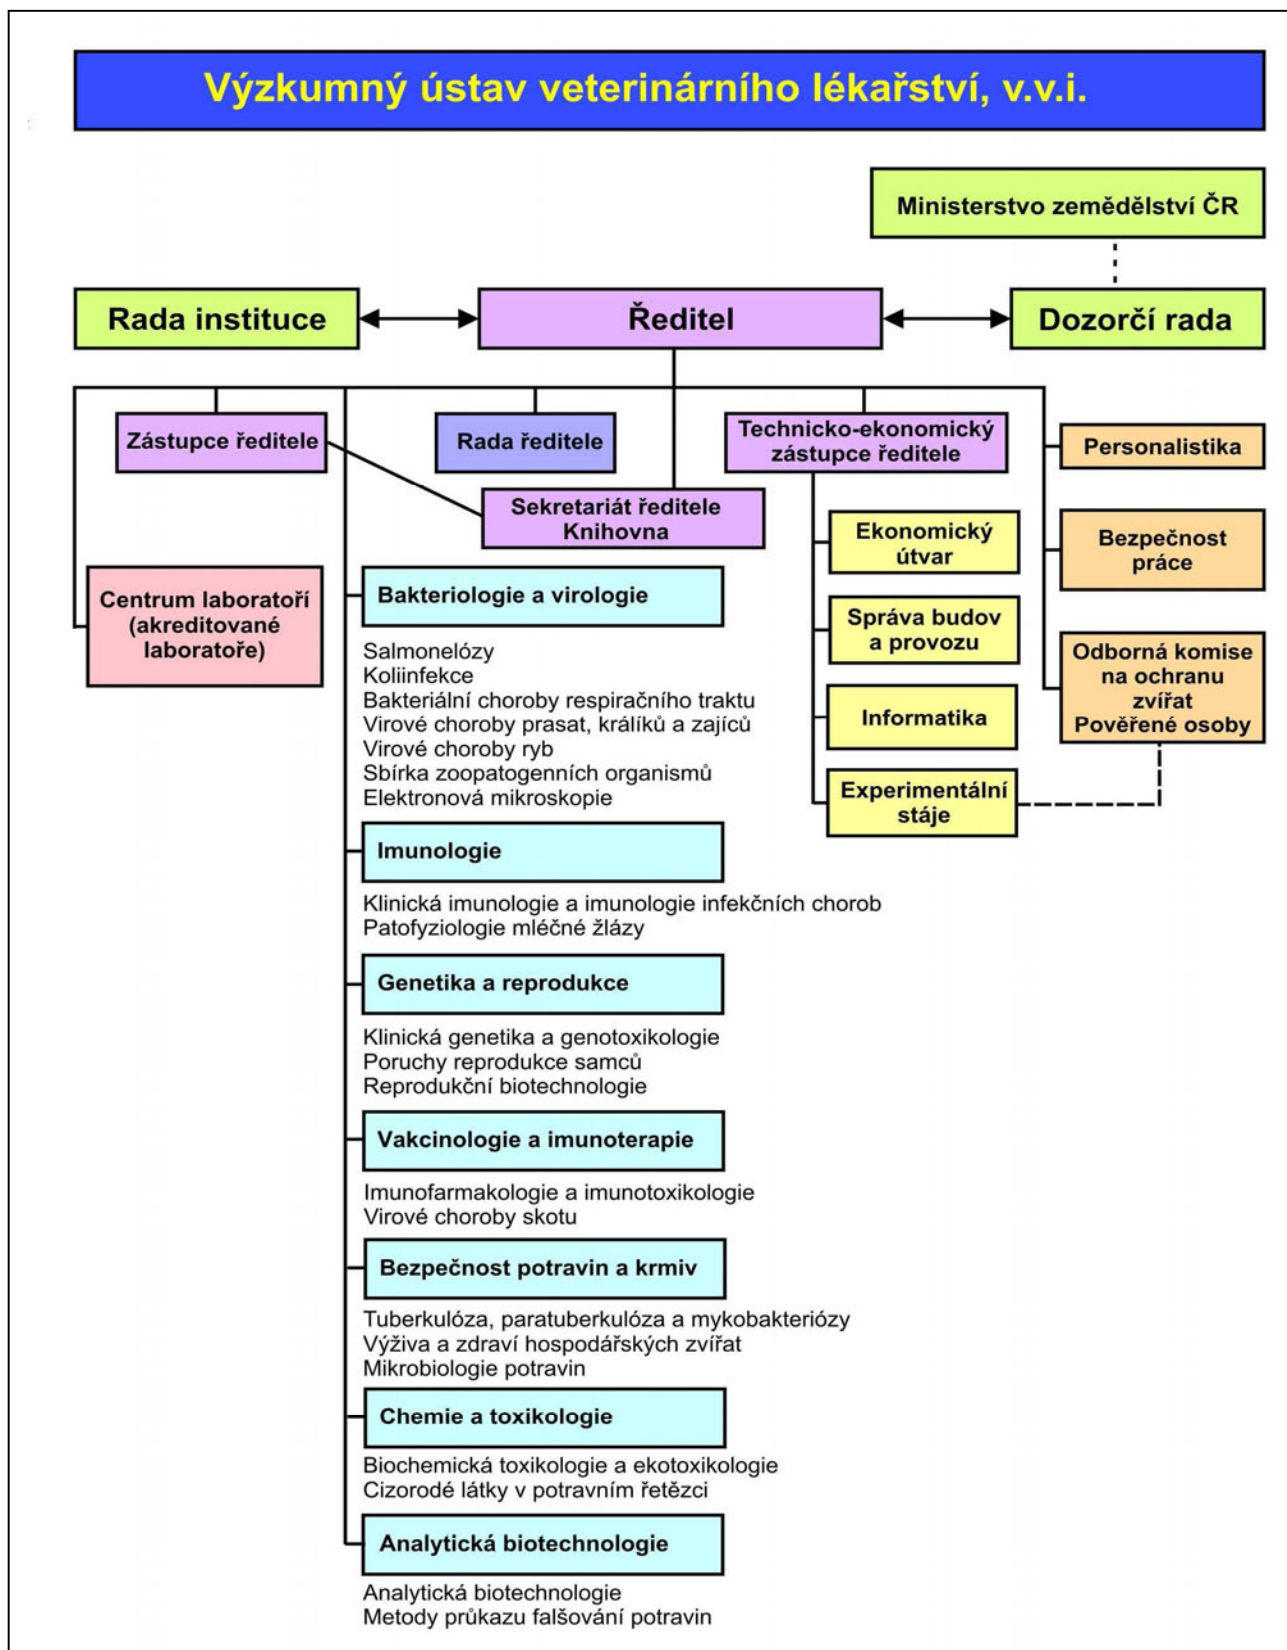 Výzkumný ústav veterinárního lékařství, v.v.i.
Ministerstvo zemědělství ČR
Rada instituce
Ředitel
Dozorčí rada
Zástupce ředitele
Rada ředitele
Technicko-ekonomický
zástupce ředitele
Personalistika
Sekretariát ředitele
Knihovna
Ekonomický
útvar
Bezpečnost
práce
Centrum laboratoří
(akreditované
laboratoře)
Správa budov
a provozu
Odborná komise
na ochranu
zvířat
Pověřené osoby
Informatika
Experimentální
stáje
Bakteriologie a virologie
Salmonelózy
Koliinfekce
Bakteriální choroby respiračního traktu
Virové choroby prasat, králíků a zajíců
Virové choroby ryb
Sbírka zoopatogenních organismů
Elektronová mikroskopie
Imunologie
Klinická imunologie a imunologie infekčních chorob
Patofyziologie mléčné žlázy
Genetika a reprodukce
Klinická genetika a genotoxikologie
Poruchy reprodukce samců
Reprodukční biotechnologie
Vakcinologie a imunoterapie
Imunofarmakologie a imunotoxikologie
Virové choroby skotu
Bezpečnost potravin a krmiv
Tuberkulóza, paratuberkulóza a mykobakteriózy
Výživa a zdraví hospodářských zvířat
Mikrobiologie potravin
Chemie a toxikologie
Biochemická toxikologie a ekotoxikologie
Cizorodé látky v potravním řetězci
Analytická biotechnologie
Analytická biotechnologie
Metody průkazu falšování potravin